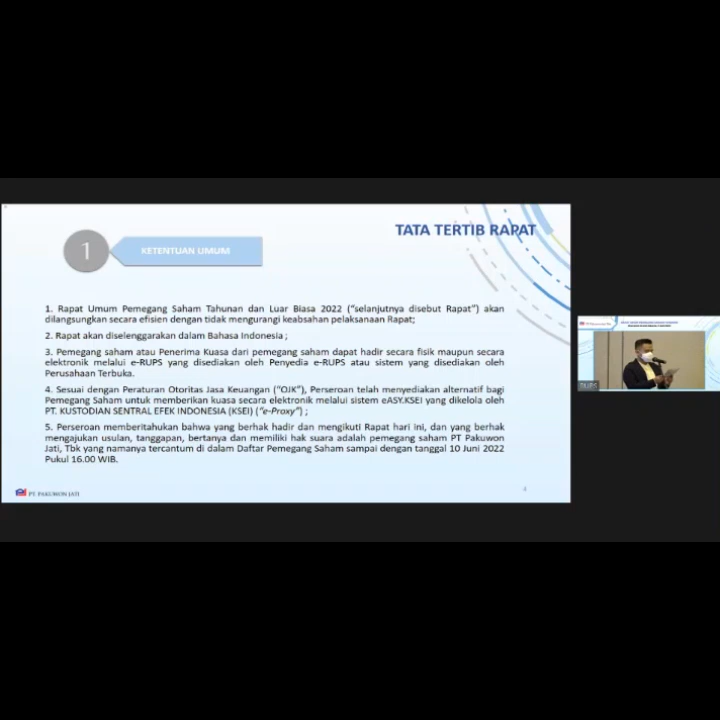 TATA TERTIB RAPAT
1
KETENTUAN UMUM
1. Rapat Umum Pemegang Saham Tahunan dan Luar Biasa 2022 (“selanjutnya disebut Rapat”) akan
dilangsungkan secara efisien dengan tidak mengurangi keabsahan pelaksanaan Rapat;
2. Rapat akan diselenggarakan dalam Bahasa Indonesia ;
3. Pemegang saham atau Penerima Kuasa dari pemegang saham dapat hadir secara fisik maupun secara
elektronik melalui e-RUPS yang disediakan oleh Penyedia e-RUPS atau sistem yang disediakan oleh
Perusahaan Terbuka.
4. Sesuai dengan Peraturan Otoritas Jasa Keuangan (“OJK”), Perseroan telah menyediakan alternatif bagi
Pemegang Saham untuk memberikan kuasa secara elektronik melalui sistem eASY.KSEI yang dikelola oleh
PT. KUSTODIAN SENTRAL EFEK INDONESIA (KSEI) (“e-Proxy”) ;
5. Perseroan memberitahukan bahwa yang berhak hadir dan mengikuti Rapat hari ini, dan yang berhak
mengajukan usulan, tanggapan, bertanya dan memiliki hak suara adalah pemegang saham PT Pakuwon
Jati, Tbk yang namanya tercantum di dalam Daftar Pemegang Saham sampai dengan tanggal 10 Juni 2022
Pukul 16.00 WIB.
PT. PAKUWON JATI
4